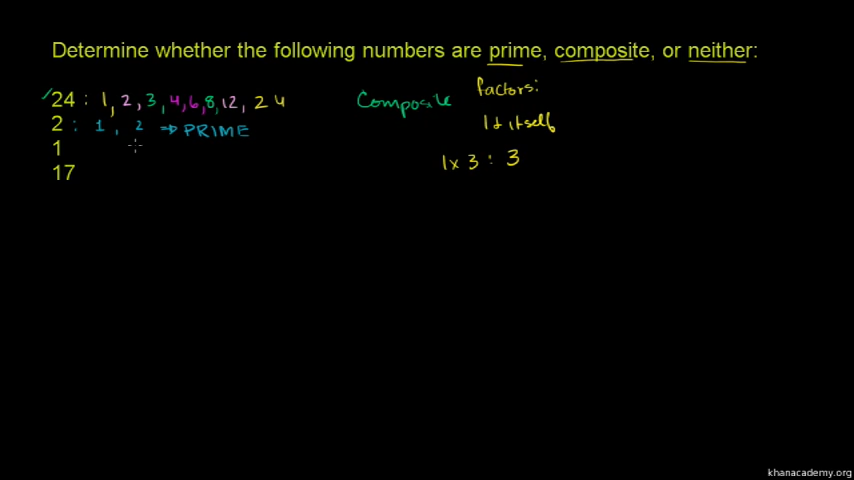 Determine whether the following numbers are prime, composite, or neither:
24 : 1, 2, 3, 4, 6, 8, 12, 24 Composite factors:
2 : 1, 2 ⇒ PRIME 1 & itself
1
1 x 3 : 3
17
khanacademy.org